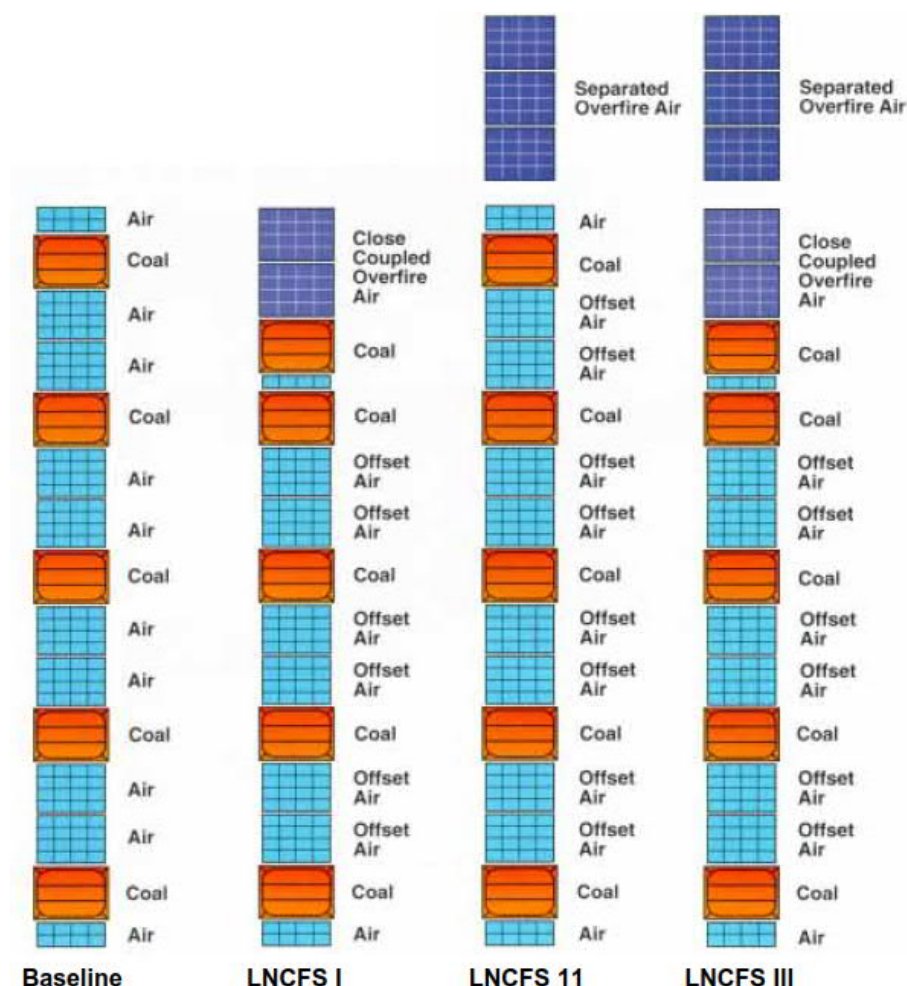 Air
Coal
Air
Air
Coal
Air
Air
Coal
Air
Air
Coal
Air
Air
Coal
Air
Baseline
Close
Coupled
Overfire
Air
Coal
Coal
Offset
Air
Offset
Air
Coal
Offset
Air
Offset
Air
Coal
Offset
Air
Offset
Air
Coal
Air
LNCFS I
Separated
Overfire Air
Air
Coal
Offset
Air
Offset
Air
Coal
Offset
Air
Offset
Air
Coal
Offset
Air
Offset
Air
Coal
Offset
Air
Offset
Air
Coal
Air
LNCFS 11
Separated
Overfire Air
Close
Coupled
Overfire
Air
Coal
Coal
Offset
Air
Offset
Air
Coal
Offset
Air
Offset
Air
Coal
Offset
Air
Offset
Air
Coal
Air
LNCFS III